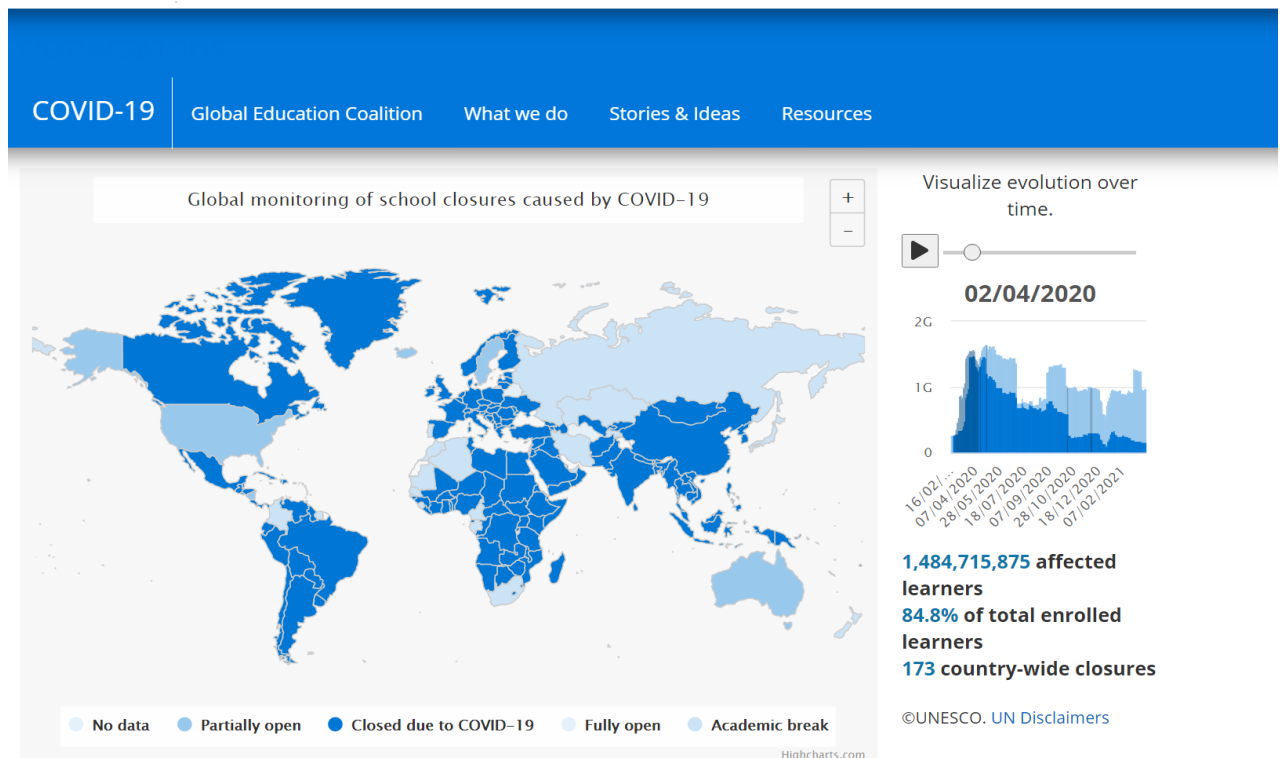 COVID-19
Global Education Coalition
What we do
Stories & Ideas
Resources
Global monitoring of school closures caused by COVID-19
+
−
No data
Partially open
Closed due to COVID-19
Fully open
Academic break
Highcharts.com
Visualize evolution over
time.
02/04/2020
2G
1G
0
16/02/...
07/04/2020
28/05/2020
18/07/2020
07/09/2020
28/10/2020
18/12/2020
07/02/2021
1,484,715,875 affected
learners
84.8% of total enrolled
learners
173 country-wide closures
©UNESCO. UN Disclaimers